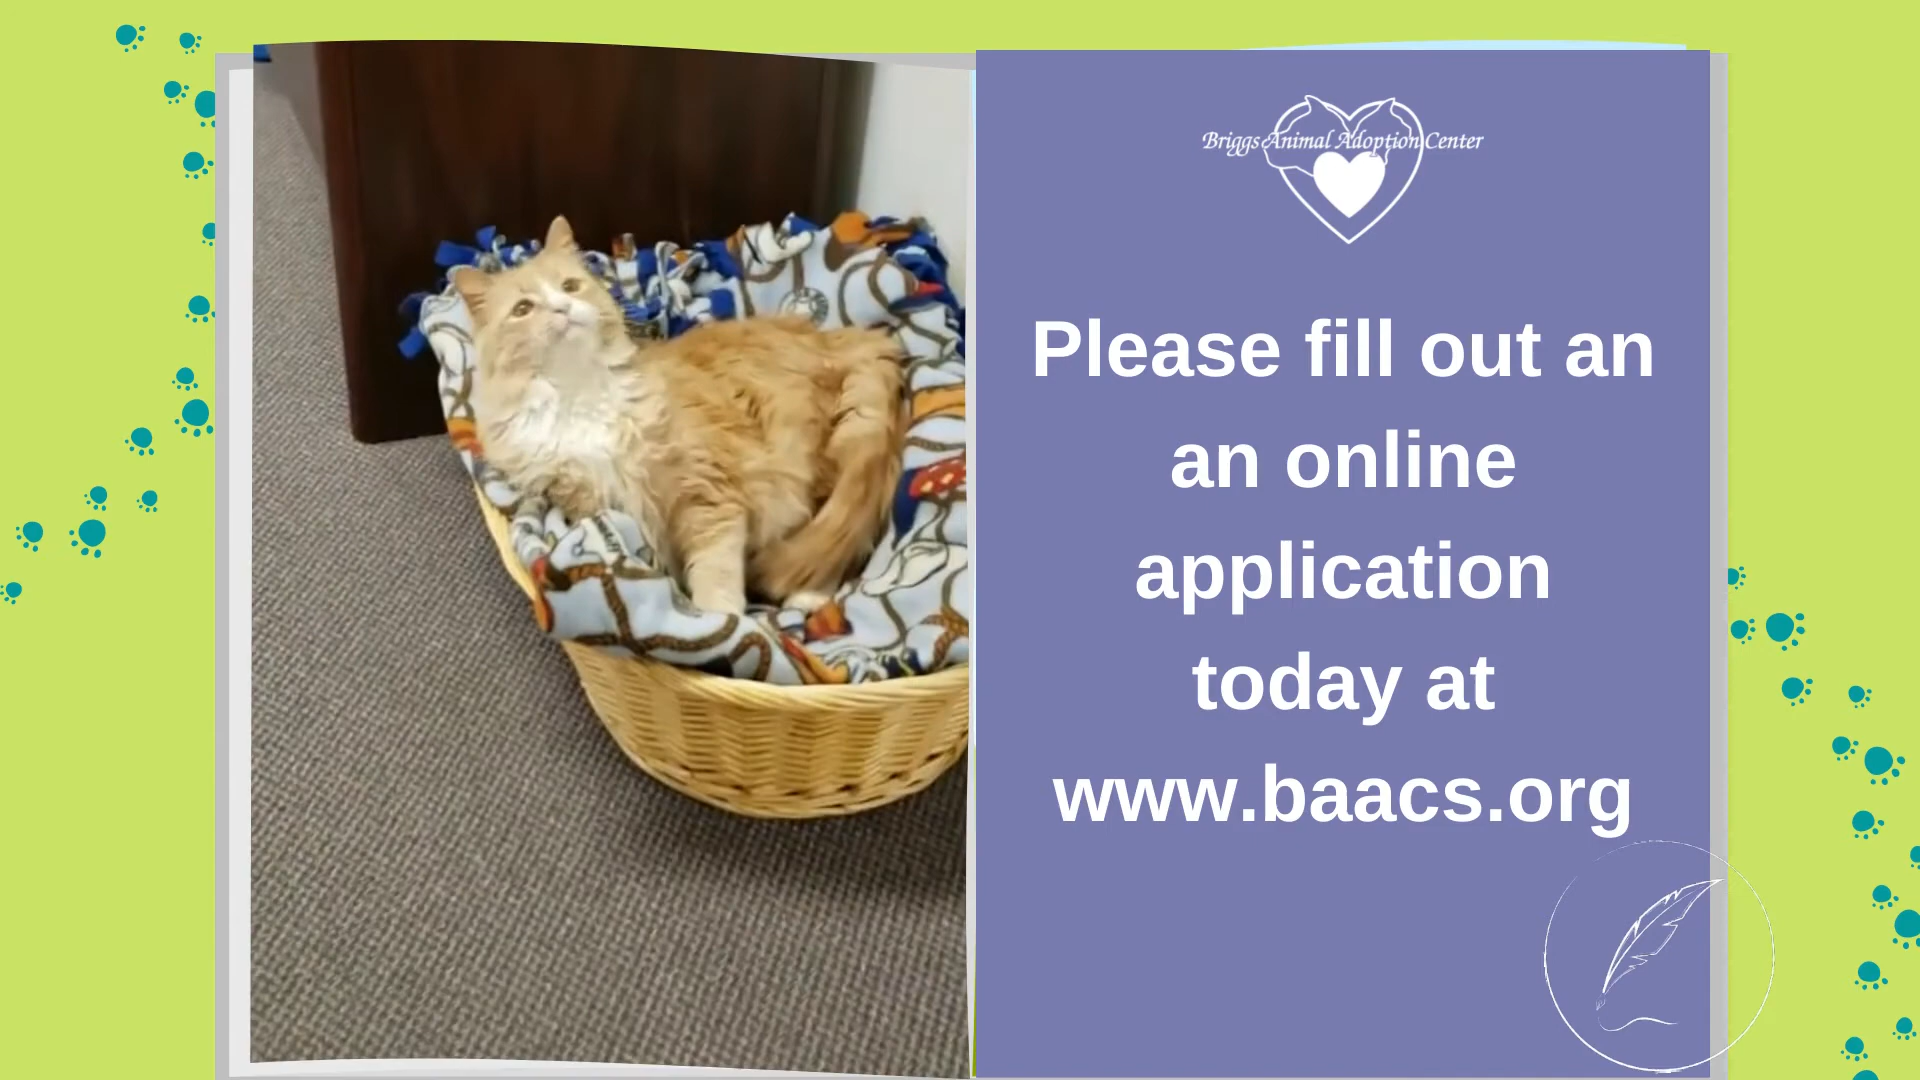 Briggs Animal Adoption Center
Please fill out an
an online
application
today at
www.baacs.org